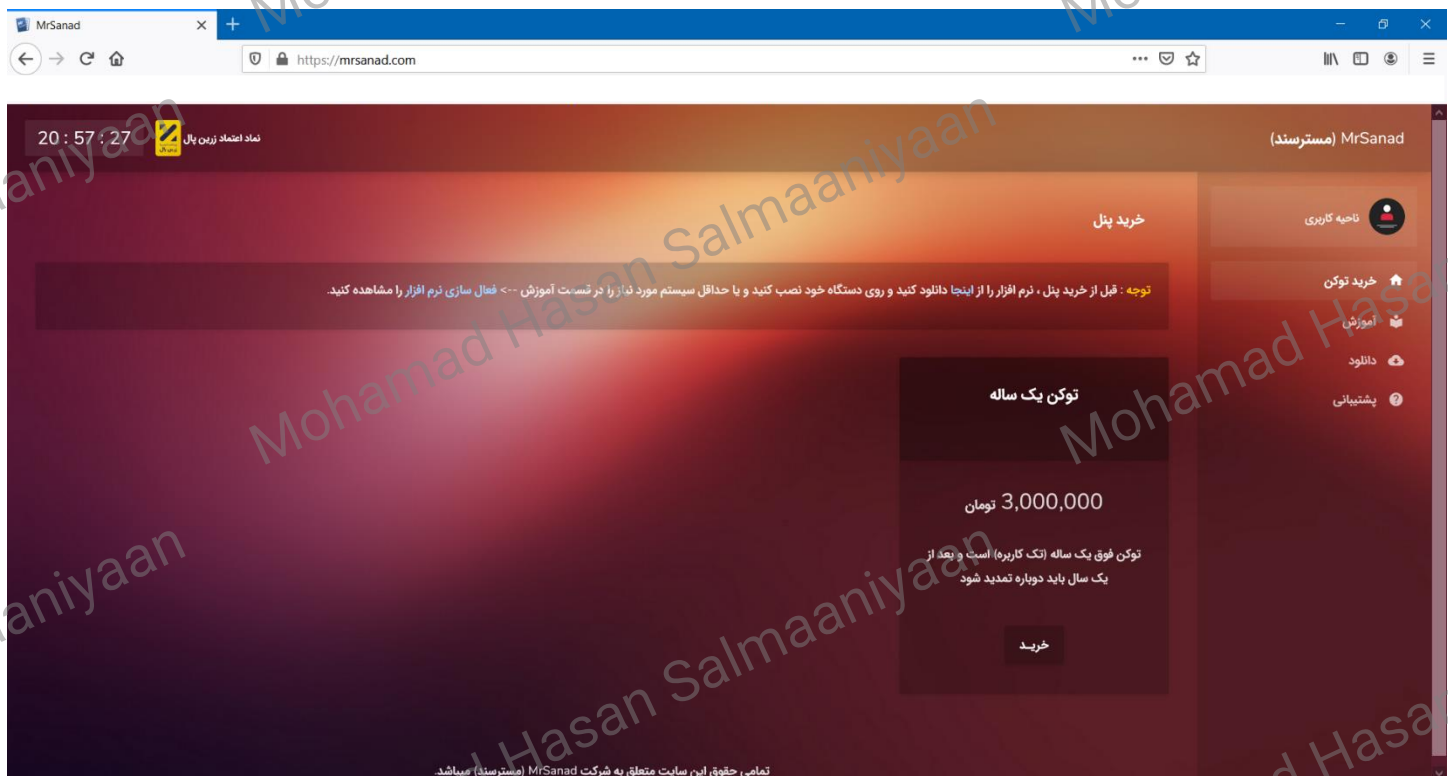 MrSanad
https://mrsanad.com
20 : 57 : 27
نماد اعتماد زرین پال
MrSanad (مسترسند)
ناحیه کاربری
خرید توکن
آموزش
دانلود
پشتیبانی
خرید پنل
توجه : قبل از خرید پنل ، نرم افزار را از اینجا دانلود کنید و روی دستگاه خود نصب کنید و یا حداقل سیستم مورد نیاز را در قسمت آموزش --> فعال سازی نرم افزار را مشاهده کنید.
توکن یک ساله
3,000,000 تومان
توکن فوق یک ساله (تک کاربره) است و بعد از
یک سال باید دوباره تمدید شود
خریـد
تمامی حقوق این سایت متعلق به شرکت MrSanad (مسترسند) میباشد.
Mohamad Hasan Salmaaniyaan